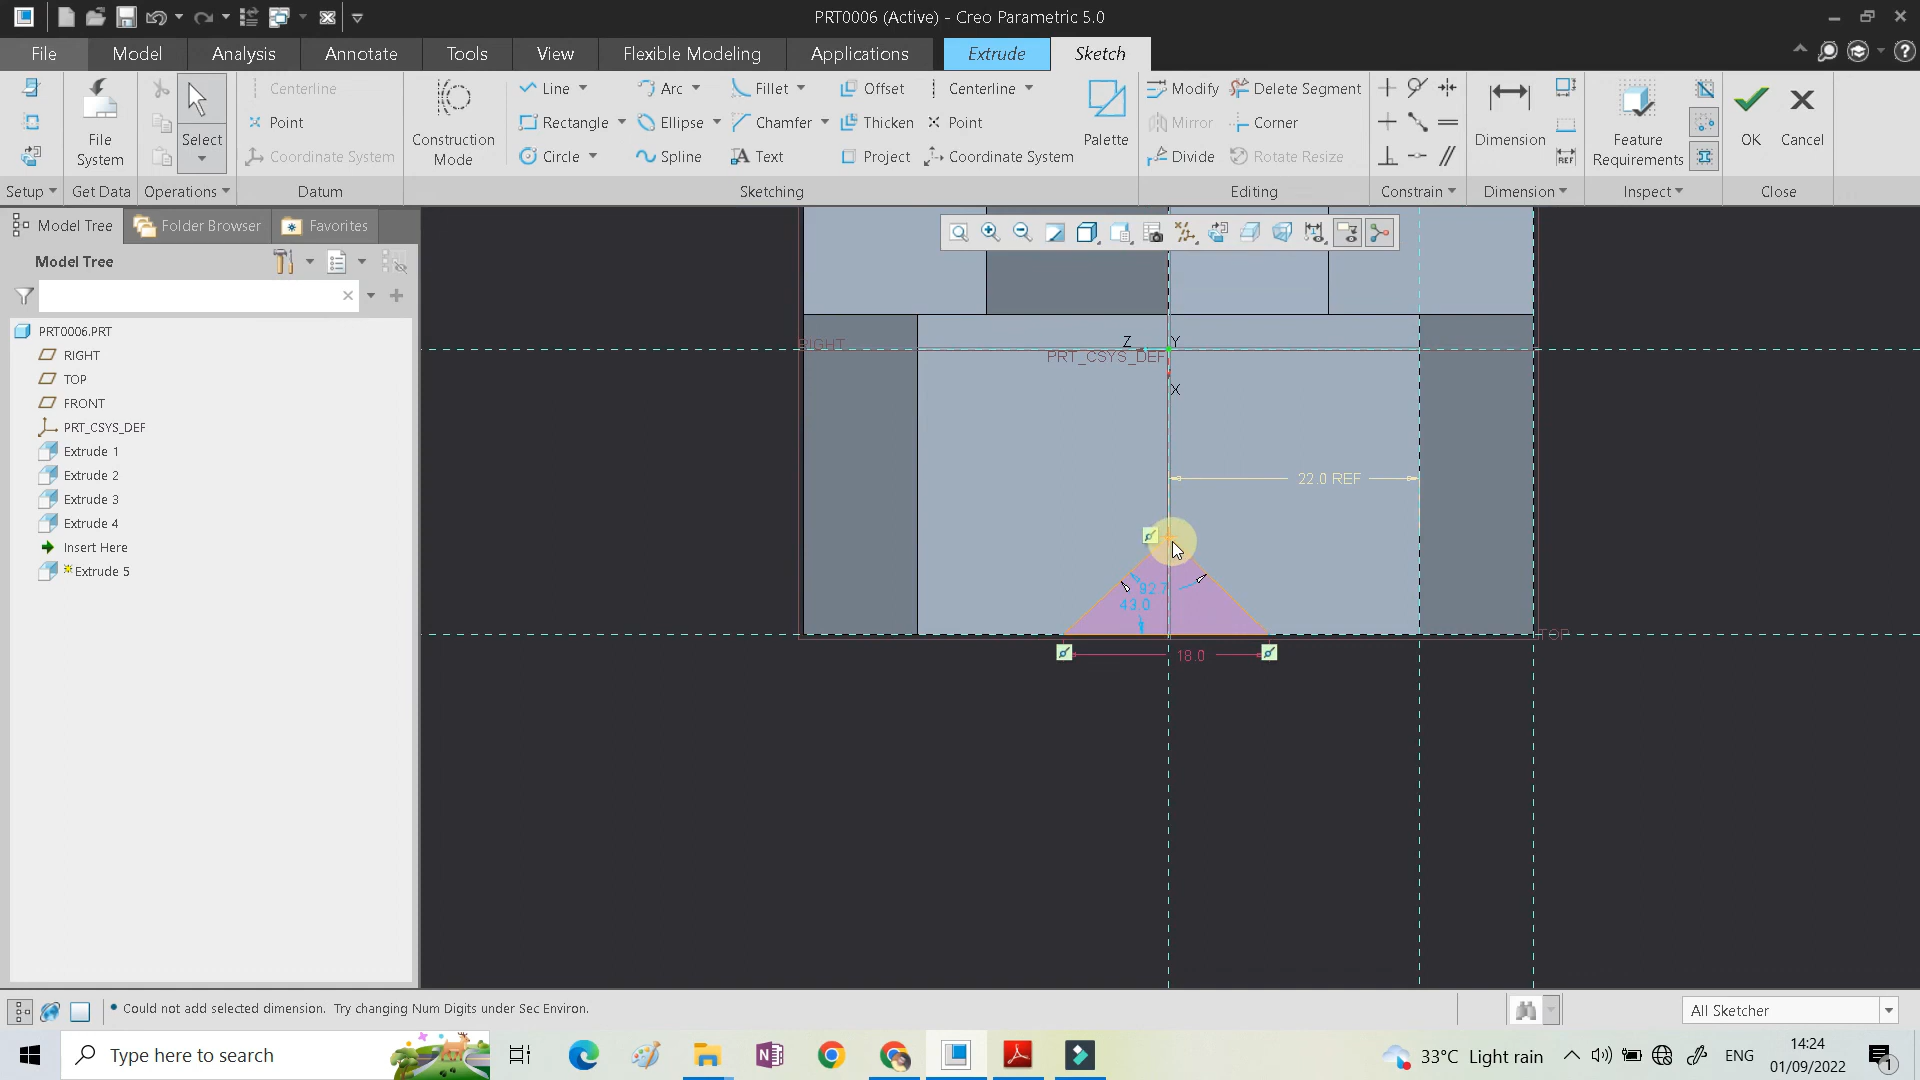 PRT0006 (Active) - Creo Parametric 5.0
File Model Analysis Annotate Tools View Flexible Modeling Applications Extrude Sketch
File System
Select
Centerline
Point
Coordinate System
Construction Mode
Line Arc Fillet Offset Centerline
Rectangle Ellipse Chamfer Thicken Point
Circle Spline Text Project Coordinate System
Palette
Modify Delete Segment
Mirror Corner
Divide Rotate Resize
Dimension
REF
Feature Requirements
OK
Cancel
Setup Get Data Operations Datum Sketching Editing Constrain Dimension Inspect Close
Model Tree Folder Browser Favorites
Model Tree
PRT0006.PRT
RIGHT
TOP
FRONT
PRT_CSYS_DEF
Extrude 1
Extrude 2
Extrude 3
Extrude 4
Insert Here
Extrude 5
RIGHT
Z Y
PRT_CSYS_DEF
X
22.0 REF
92.7
43.0
TOP
18.0
Could not add selected dimension. Try changing Num Digits under Sec Environ.
All Sketcher
Type here to search
33°C Light rain
ENG
14:24
01/09/2022
1